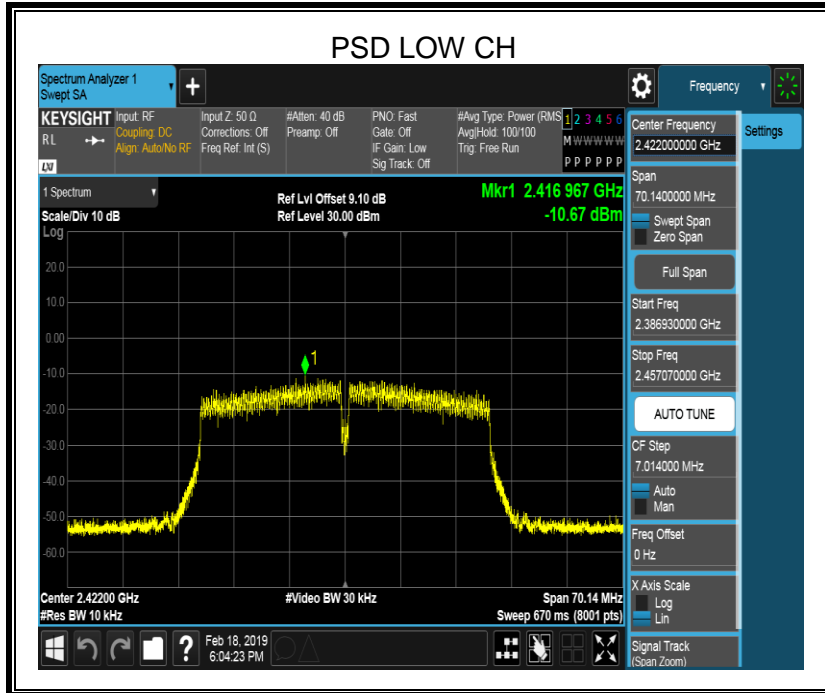 PSD LOW CH
Spectrum Analyzer 1
Swept SA
+
Frequency
KEYSIGHT
RL
LXI
Input: RF
Coupling: DC
Align: Auto/No RF
Input Z: 50 Ω
Corrections: Off
Freq Ref: Int (S)
#Atten: 40 dB
Preamp: Off
PNO: Fast
Gate: Off
IF Gain: Low
Sig Track: Off
#Avg Type: Power (RMS
Avg|Hold: 100/100
Trig: Free Run
1 2 3 4 5 6
M W W W W W
P P P P P P
Center Frequency
2.422000000 GHz
Settings
1 Spectrum
Scale/Div 10 dB
Log
Ref Lvl Offset 9.10 dB
Ref Level 30.00 dBm
Mkr1 2.416 967 GHz
-10.67 dBm
Span
70.1400000 MHz
Swept Span
Zero Span
Full Span
Start Freq
2.386930000 GHz
Stop Freq
2.457070000 GHz
AUTO TUNE
CF Step
7.014000 MHz
Auto
Man
Freq Offset
0 Hz
X Axis Scale
Log
Lin
Signal Track
(Span Zoom)
20.0
10.0
0.00
-10.0
-20.0
-30.0
-40.0
-50.0
-60.0
1
Center 2.42200 GHz
#Res BW 10 kHz
#Video BW 30 kHz
Span 70.14 MHz
Sweep 670 ms (8001 pts)
?
Feb 18, 2019
6:04:23 PM